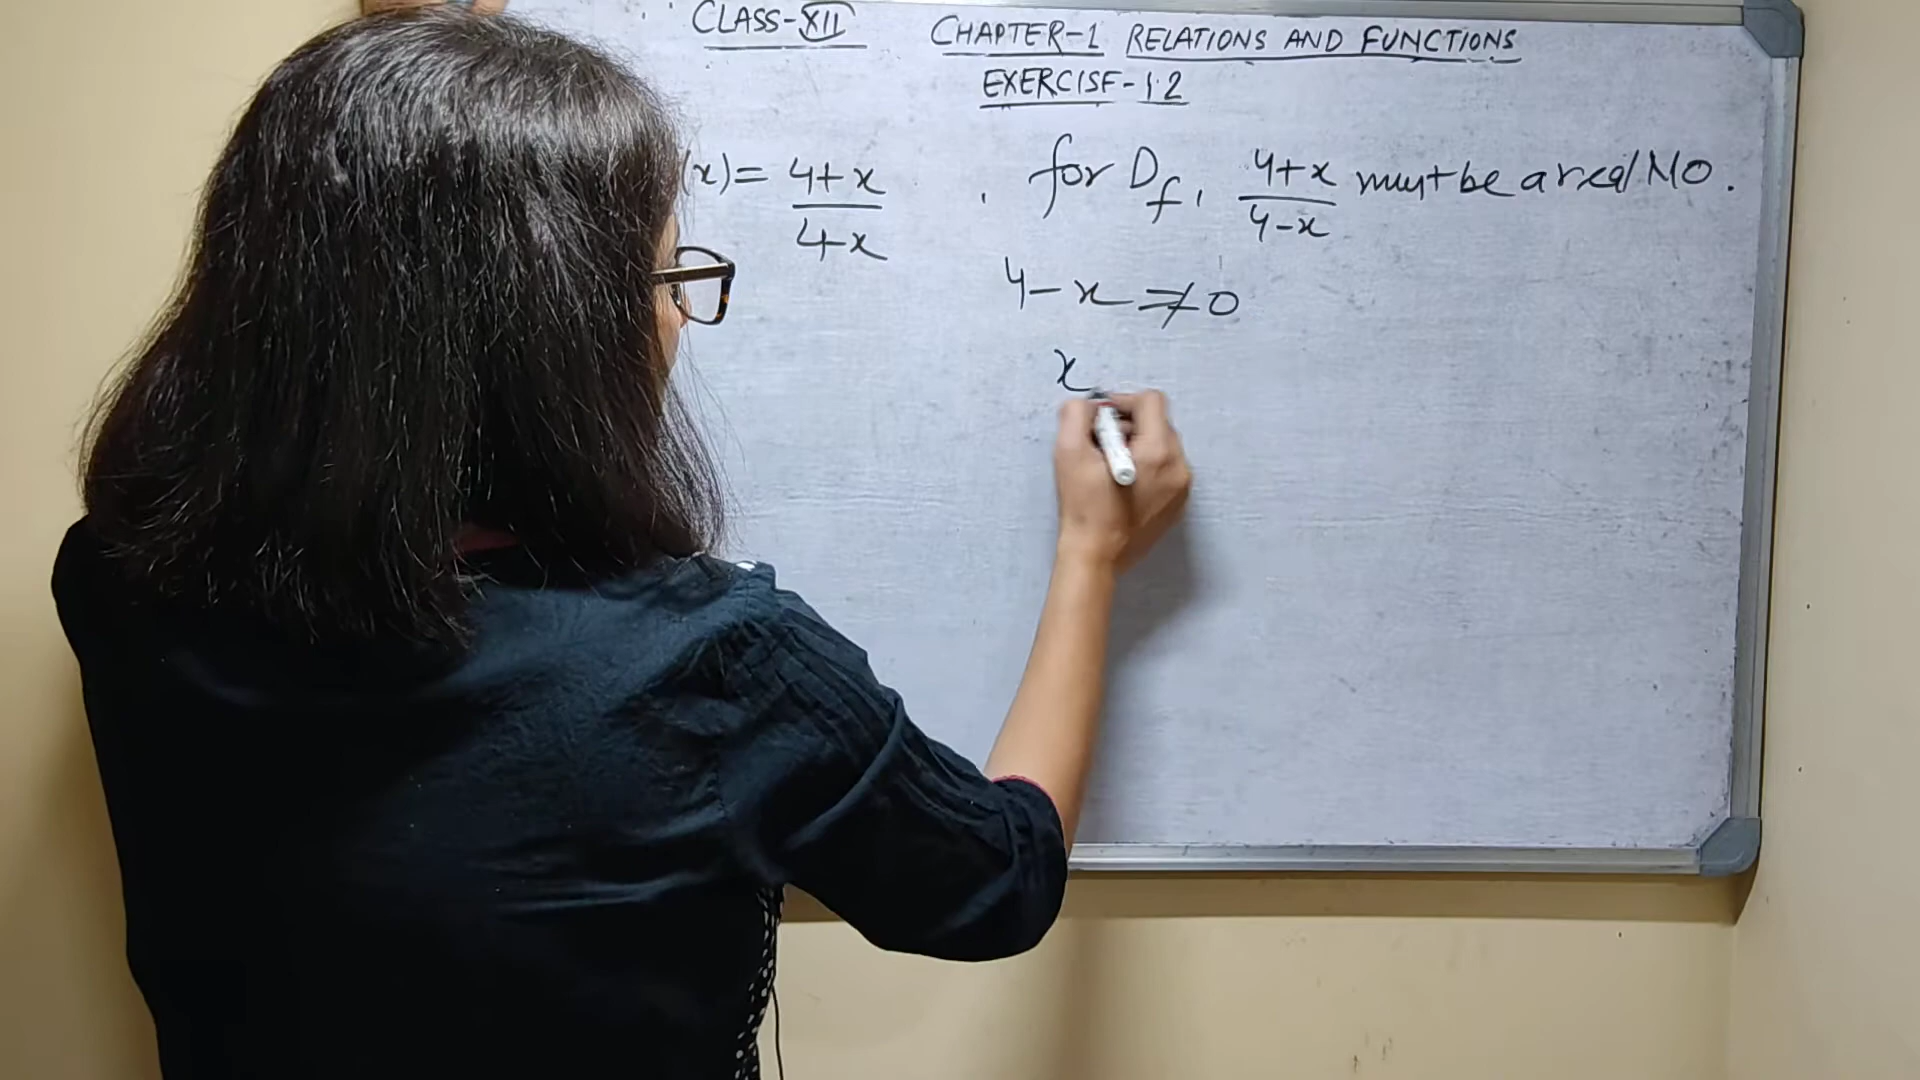 CLASS-XII CHAPTER-1 RELATIONS AND FUNCTIONS
EXERCISE-1.2
(x) = 4+x/4-x , for Df, 4+x/4-x must be a real NO.
4-x ≠ 0
x